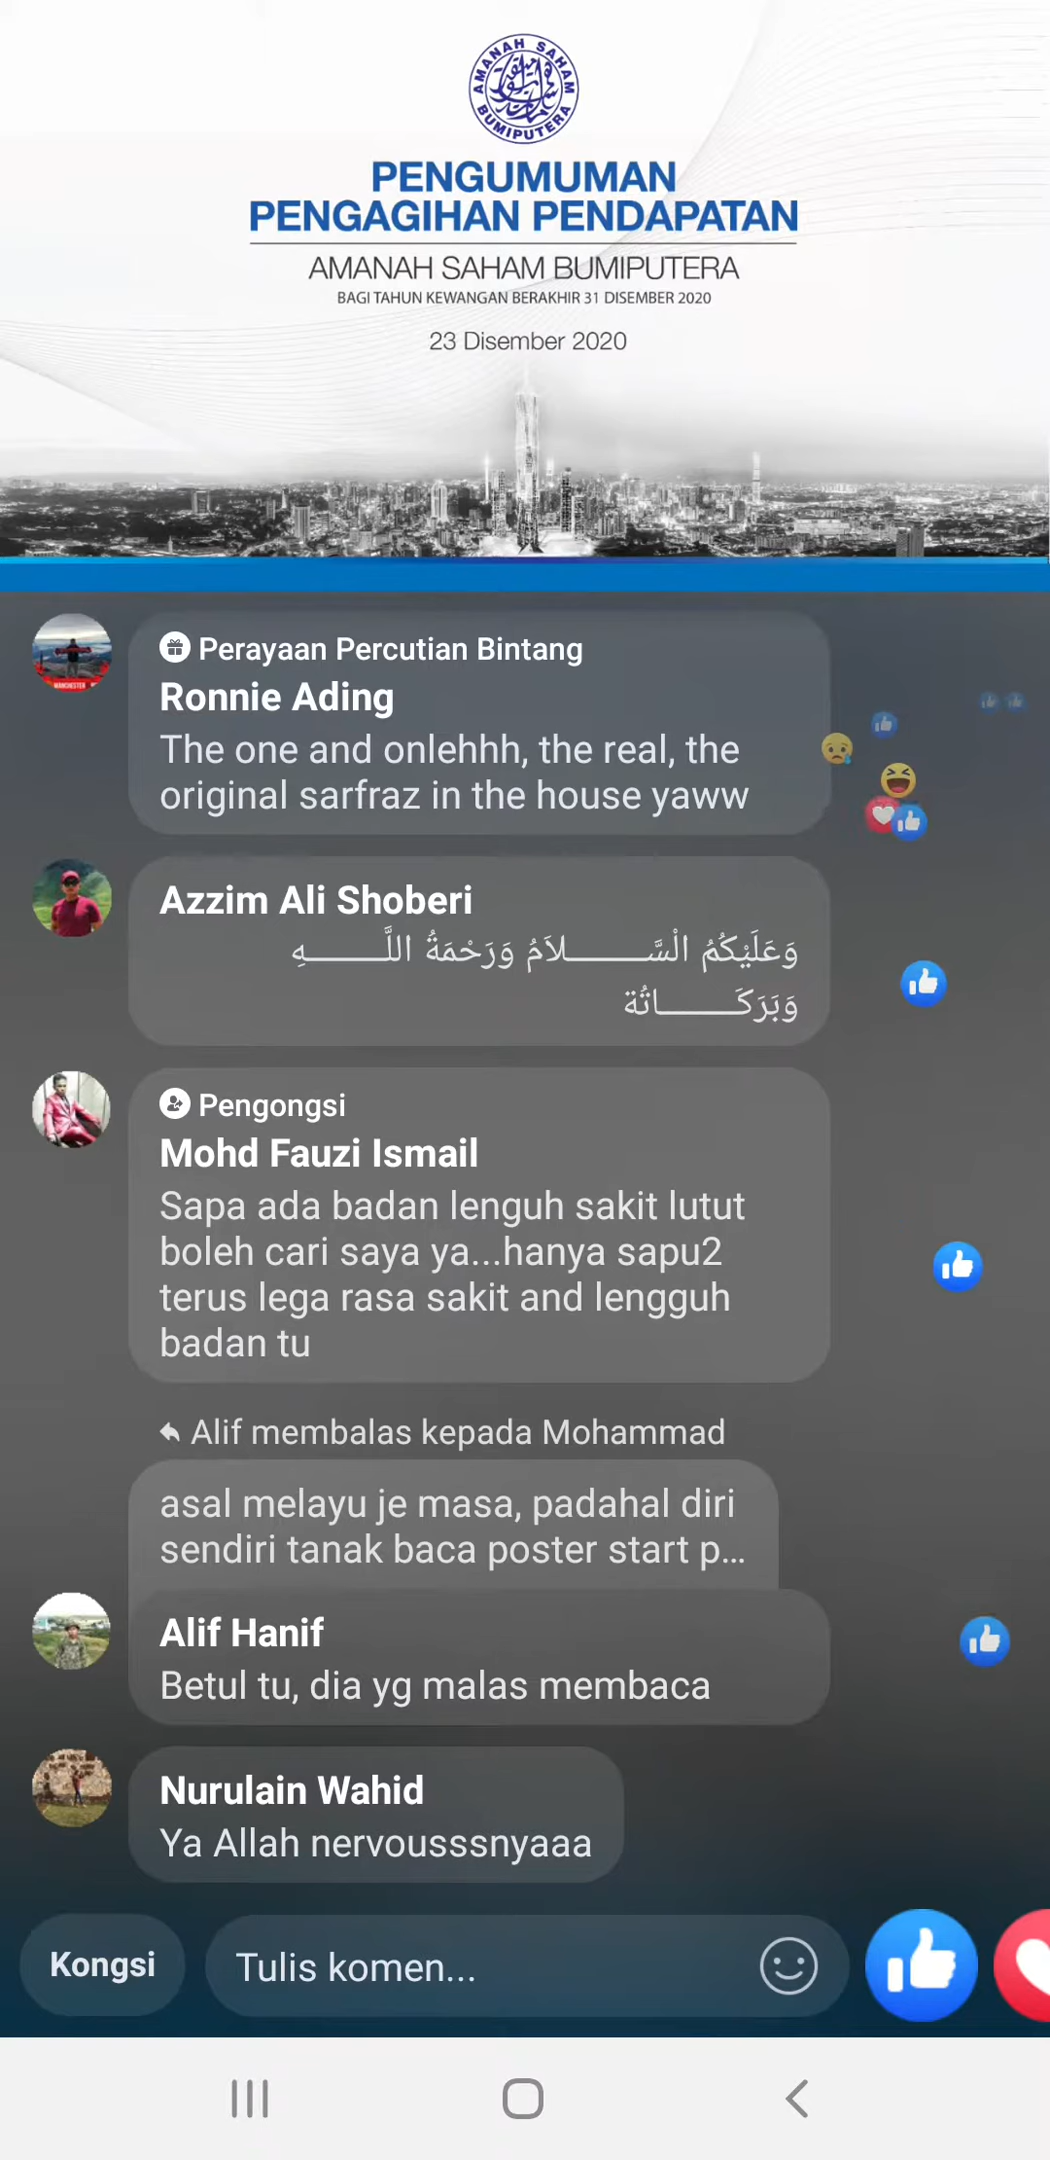 AMANAH SAHAM
BUMIPUTERA
PENGUMUMAN
PENGAGIHAN PENDAPATAN
AMANAH SAHAM BUMIPUTERA
BAGI TAHUN KEWANGAN BERAKHIR 31 DISEMBER 2020
23 Disember 2020
Perayaan Percutian Bintang
Ronnie Ading
The one and onlehhh, the real, the
original sarfraz in the house yaww
Azzim Ali Shoberi
وَعَلَيْكُمُ الْسَّـــــــــلاَمُ وَرَحْمَةُ اللَّـــــــــهِ
وَبَرَكَـــــــــاتُة
Pengongsi
Mohd Fauzi Ismail
Sapa ada badan lenguh sakit lutut
boleh cari saya ya...hanya sapu2
terus lega rasa sakit and lengguh
badan tu
Alif membalas kepada Mohammad
asal melayu je masa, padahal diri
sendiri tanak baca poster start p...
Alif Hanif
Betul tu, dia yg malas membaca
Nurulain Wahid
Ya Allah nervousssnyaaa
Kongsi
Tulis komen...